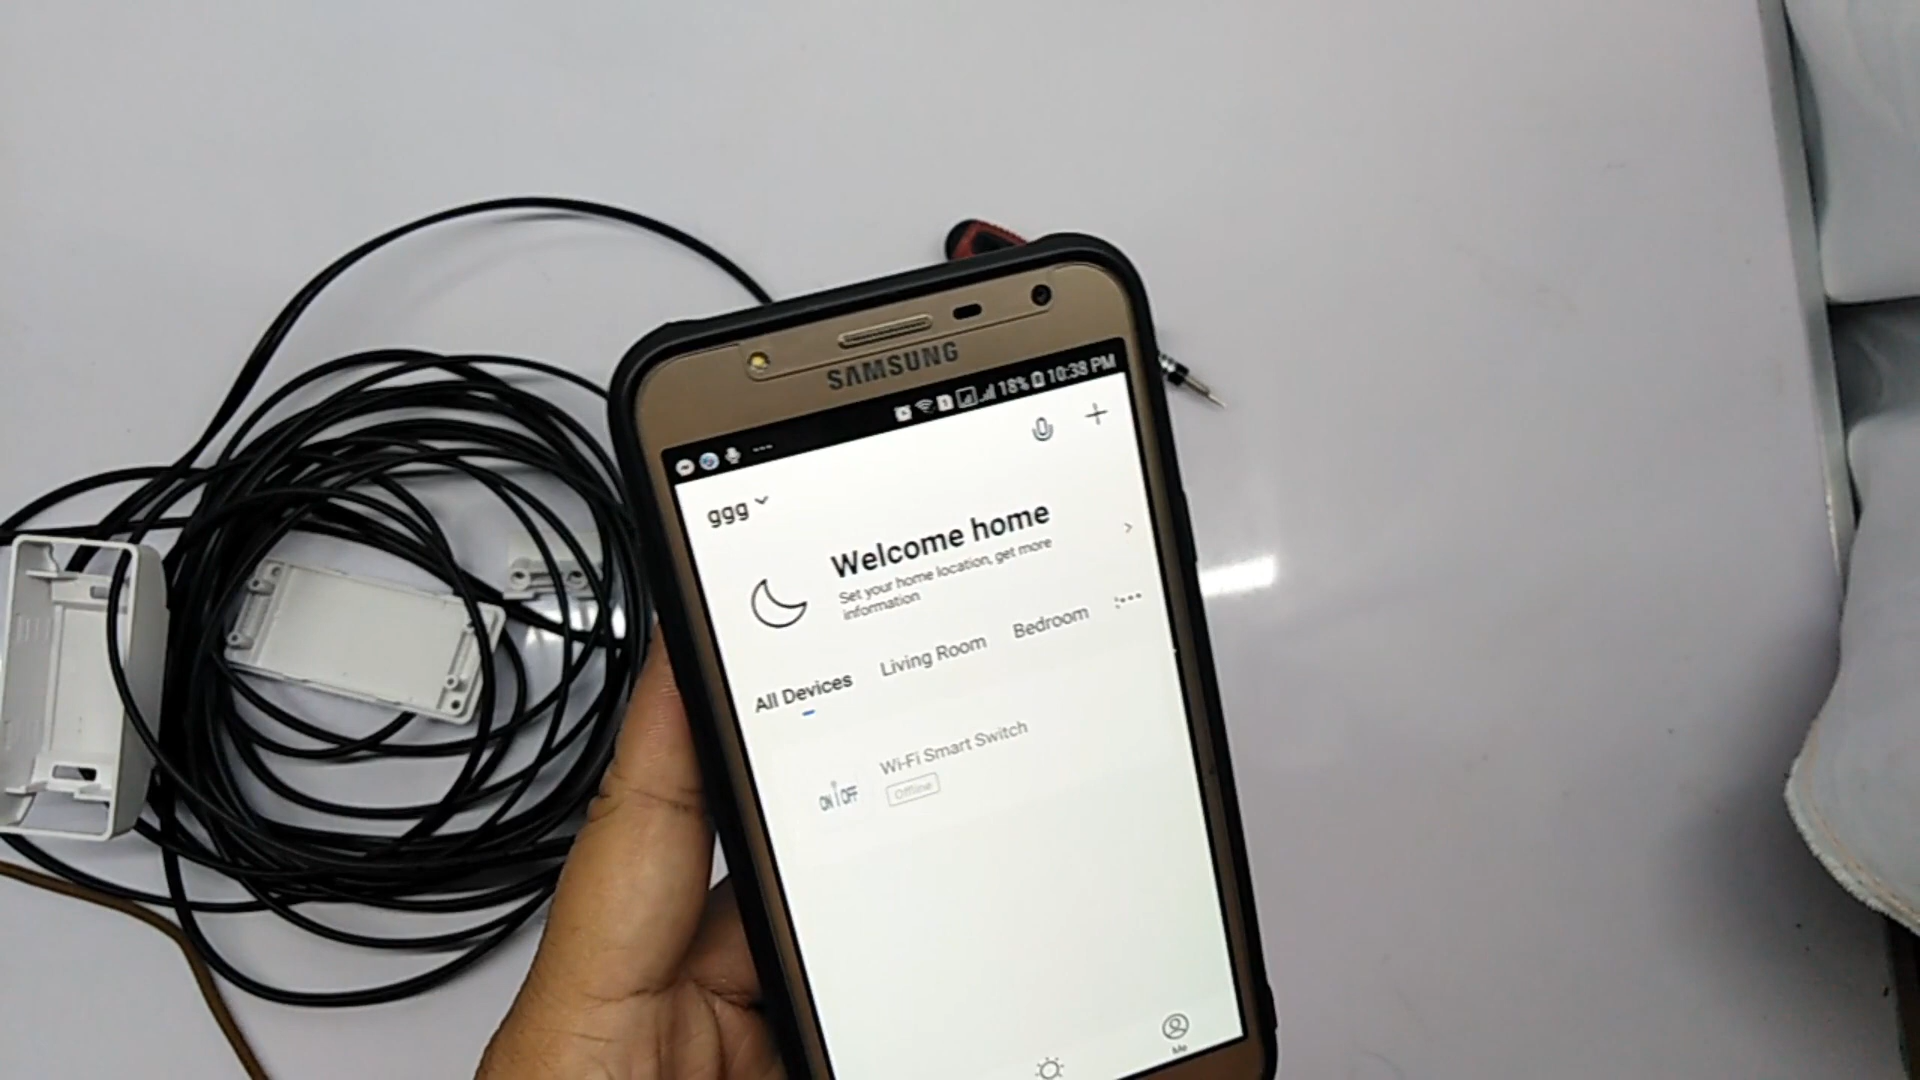 SAMSUNG
18% 10:38 PM
ggg
Welcome home
Set your home location, get more
information
All Devices
Living Room
Bedroom
Wi-Fi Smart Switch
ON OFF
Offline
Me